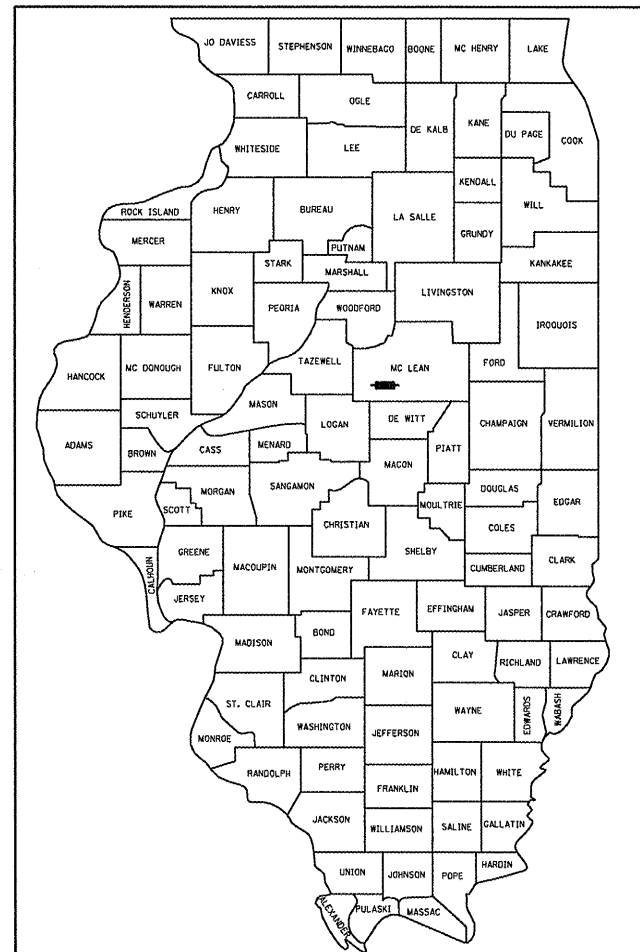 JO DAVIESS
STEPHENSON
WINNEBAGO
BOONE
MC HENRY
LAKE
CARROLL
OGLE
DE KALB
KANE
DU PAGE
COOK
WHITESIDE
LEE
KENDALL
WILL
ROCK ISLAND
HENRY
BUREAU
LA SALLE
GRUNDY
MERCER
PUTNAM
STARK
MARSHALL
KANKAKEE
HENDERSON
WARREN
KNOX
PEORIA
WOODFORD
LIVINGSTON
IROQUOIS
HANCOCK
MC DONOUGH
FULTON
TAZEWELL
MC LEAN
FORD
MASON
SCHUYLER
LOGAN
DE WITT
CHAMPAIGN
VERMILION
ADAMS
BROWN
CASS
MENARD
MACON
PIATT
PIKE
SCOTT
MORGAN
SANGAMON
CHRISTIAN
MOULTRIE
DOUGLAS
EDGAR
COLES
CALHOUN
GREENE
MACOUPIN
MONTGOMERY
SHELBY
CUMBERLAND
CLARK
JERSEY
FAYETTE
EFFINGHAM
JASPER
CRAWFORD
MADISON
BOND
CLAY
RICHLAND
LAWRENCE
CLINTON
MARION
ST. CLAIR
WASHINGTON
WAYNE
EDWARDS
WABASH
MONROE
JEFFERSON
RANDOLPH
PERRY
HAMILTON
WHITE
FRANKLIN
JACKSON
WILLIAMSON
SALINE
GALLATIN
UNION
JOHNSON
POPE
HARDIN
ALEXANDER
PULASKI
MASSAC